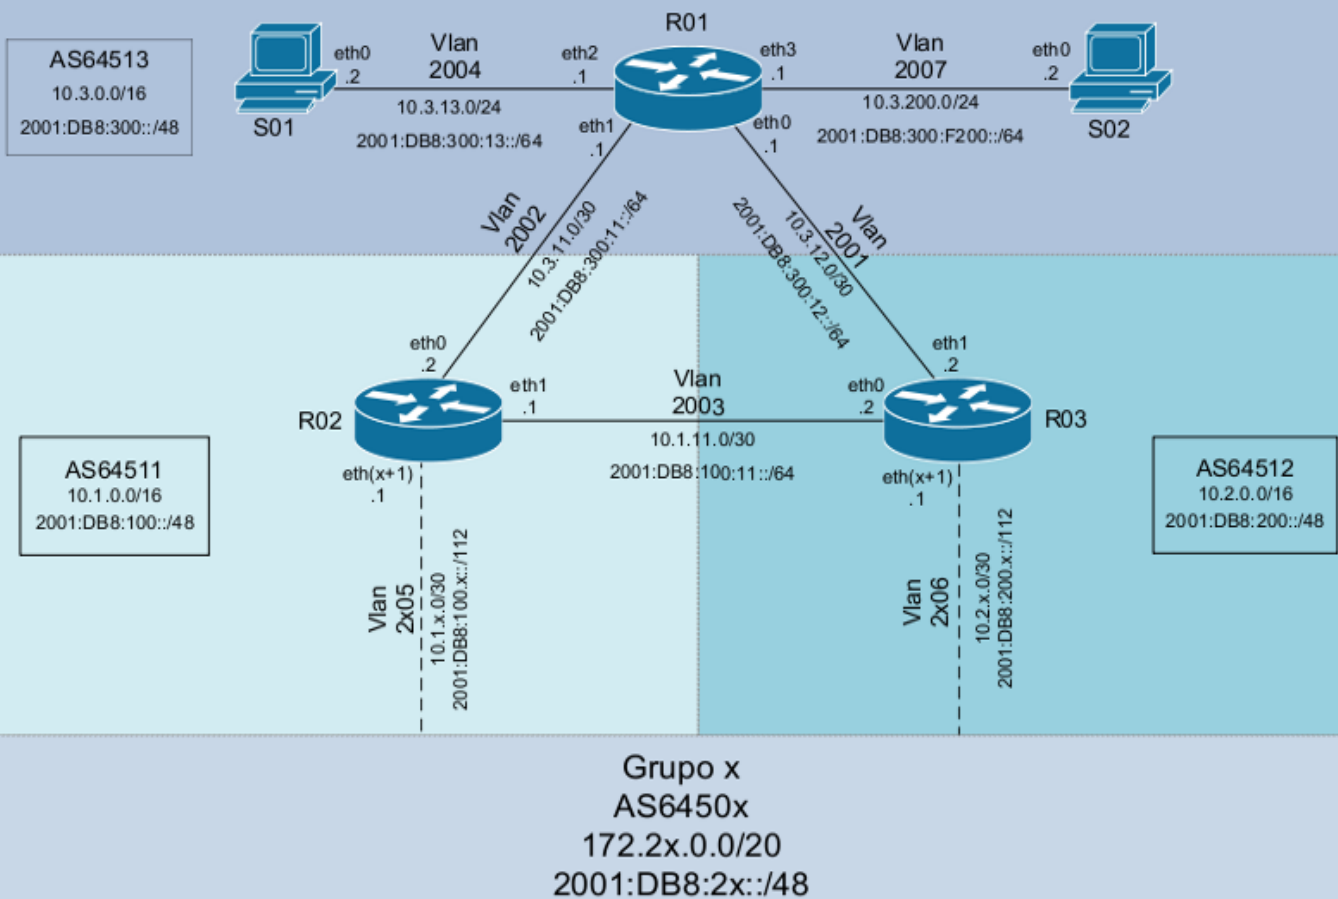 R01
AS64513
10.3.0.0/16
2001:DB8:300::/48
eth0
.2
S01
Vlan
2004
10.3.13.0/24
2001:DB8:300:13::/64
eth2
.1
eth3
.1
Vlan
2007
10.3.200.0/24
2001:DB8:300:F200::/64
eth0
.2
S02
eth1
.1
eth0
.1
Vlan
2002
10.3.11.0/30
2001:DB8:300:11::/64
Vlan
2001
10.3.12.0/30
2001:DB8:300:12::/64
eth0
.2
R02
eth1
.1
Vlan
2003
10.1.11.0/30
2001:DB8:100:11::/64
eth0
.2
eth1
.2
R03
AS64511
10.1.0.0/16
2001:DB8:100::/48
eth(x+1)
.1
Vlan
2x05
10.1.x.0/30
2001:DB8:100.x::/112
eth(x+1)
.1
Vlan
2x06
10.2.x.0/30
2001:DB8:200.x::/112
AS64512
10.2.0.0/16
2001:DB8:200::/48
Grupo x
AS6450x
172.2x.0.0/20
2001:DB8:2x::/48